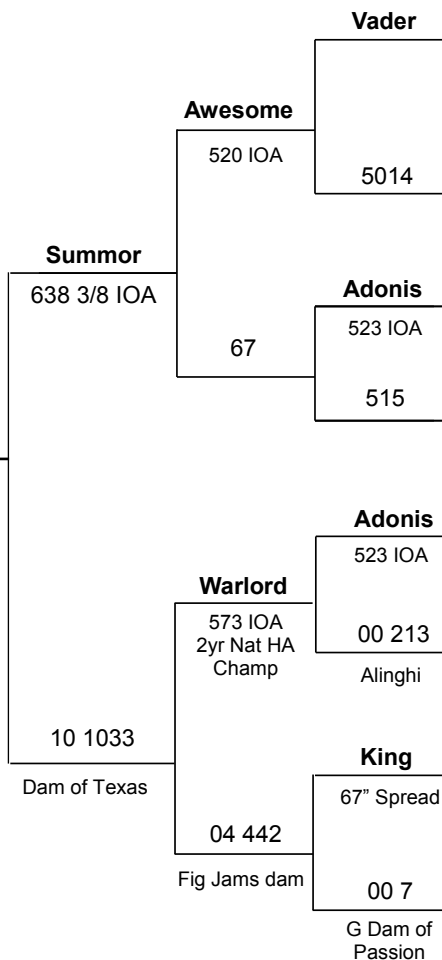 Vader
Awesome
520 IOA
5014
Summor
638 3/8 IOA
Adonis
523 IOA
67
515
Adonis
523 IOA
Warlord
573 IOA
2yr Nat HA
Champ
00 213
Alinghi
10 1033
Dam of Texas
King
67” Spread
04 442
Fig Jams dam
00 7
G Dam of
Passion